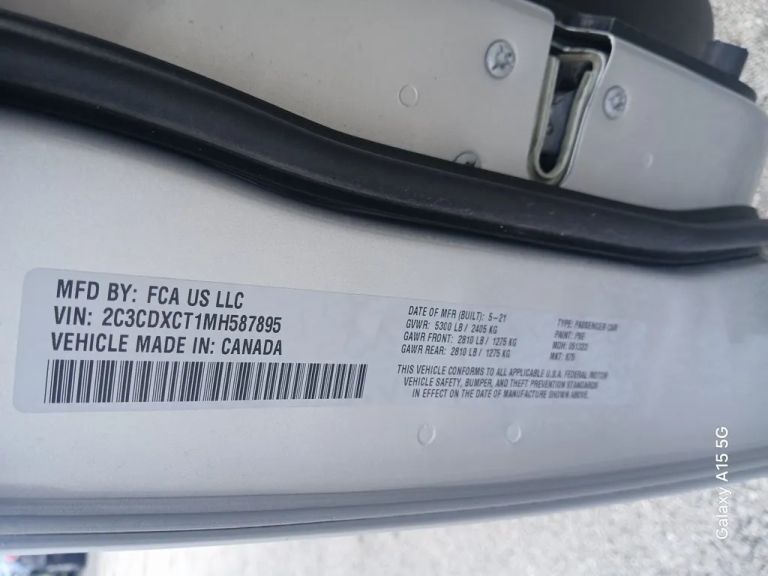 MFD BY: FCA US LLC
VIN: 2C3CDXCT1MH587895
VEHICLE MADE IN: CANADA
DATE OF MFR (BUILT): 5-21
GVWR: 5300 LB / 2405 KG
GAWR FRONT: 2810 LB / 1275 KG
GAWR REAR: 2810 LB / 1275 KG
TYPE: PASSENGER CAR
PAINT:
MDH:
MKT:
THIS VEHICLE CONFORMS TO ALL APPLICABLE U.S.A. FEDERAL MOTOR
VEHICLE SAFETY, BUMPER, AND THEFT PREVENTION STANDARDS
IN EFFECT ON THE DATE OF MANUFACTURE SHOWN ABOVE.
Galaxy A15 5G